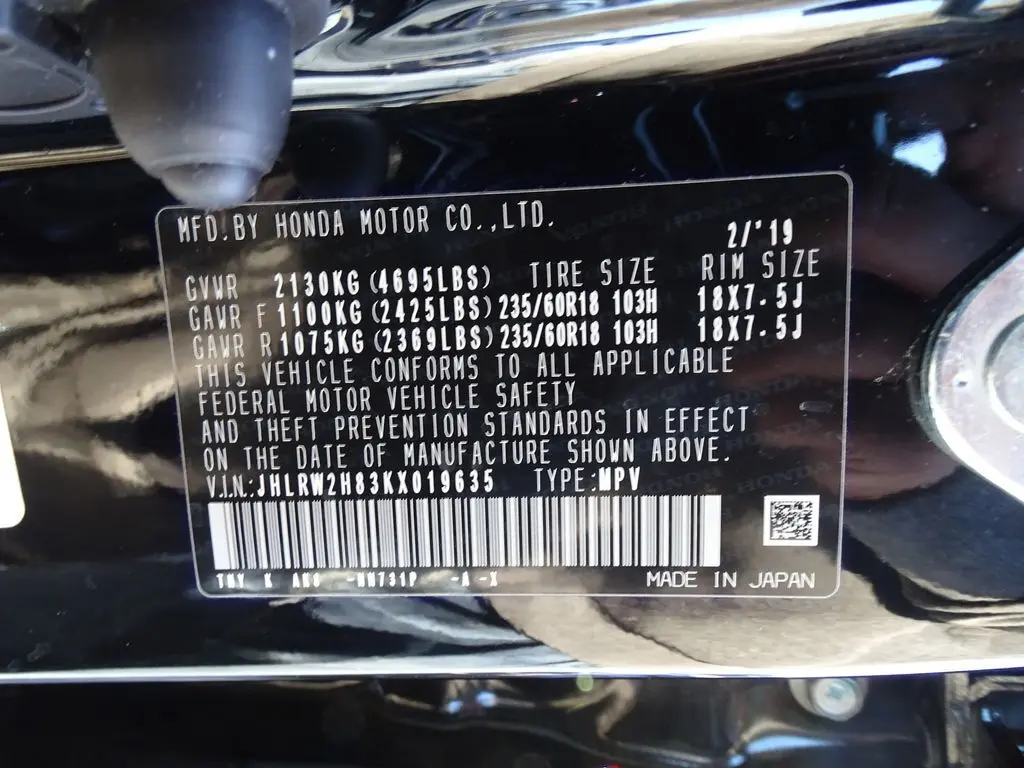 MFD.BY HONDA MOTOR CO.,LTD.
2/'19
GVWR 2130KG (4695LBS) TIRE SIZE RIM SIZE
GAWR F 1100KG (2425LBS) 235/60R18 103H 18X7.5J
GAWR R 1075KG (2369LBS) 235/60R18 103H 18X7.5J
THIS VEHICLE CONFORMS TO ALL APPLICABLE
FEDERAL MOTOR VEHICLE SAFETY
AND THEFT PREVENTION STANDARDS IN EFFECT
ON THE DATE OF MANUFACTURE SHOWN ABOVE.
V.I.N:JHLRW2H83KX019635 TYPE:MPV
K -A -X MADE IN JAPAN